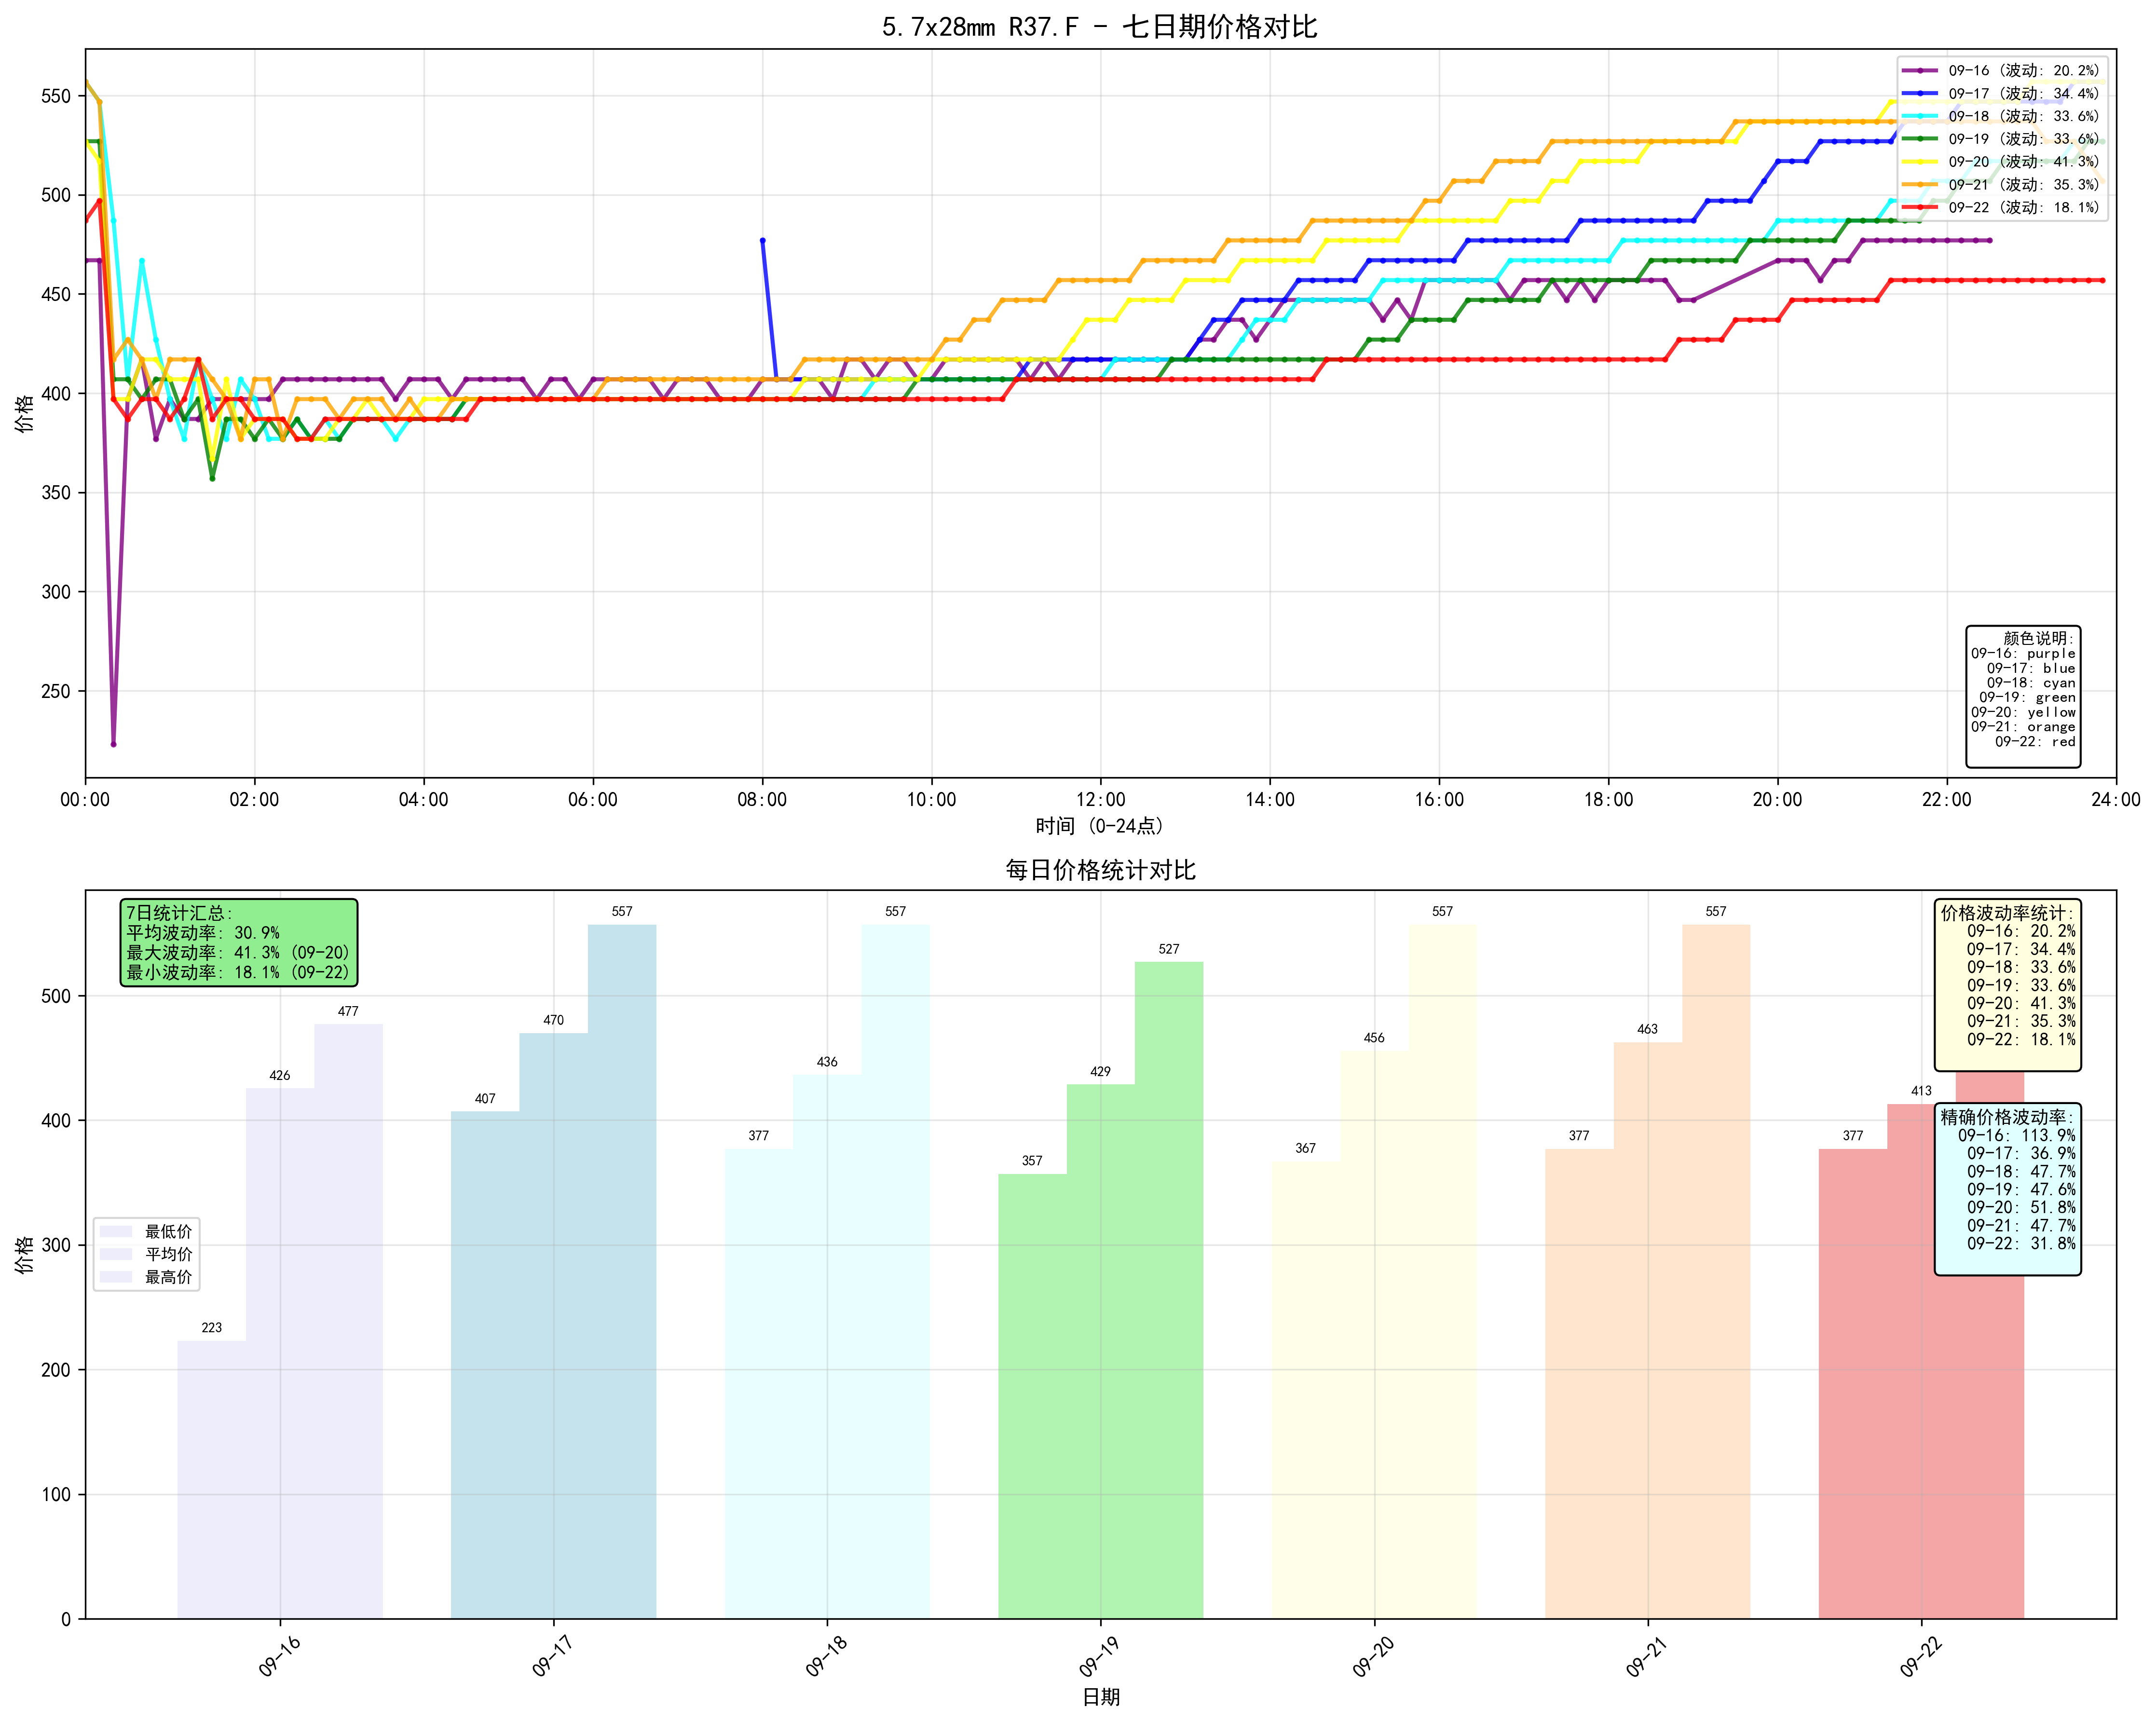 5.7x28mm R37.F - 七日期价格对比
价格
550
500
450
400
350
300
250
09-16 (波动: 20.2%)
09-17 (波动: 34.4%)
09-18 (波动: 33.6%)
09-19 (波动: 33.6%)
09-20 (波动: 41.3%)
09-21 (波动: 35.3%)
09-22 (波动: 18.1%)
颜色说明:
09-16: purple
09-17: blue
09-18: cyan
09-19: green
09-20: yellow
09-21: orange
09-22: red
00:00 02:00 04:00 06:00 08:00 10:00 12:00 14:00 16:00 18:00 20:00 22:00 24:00
时间 (0-24点)
每日价格统计对比
价格
500
400
300
200
100
0
7日统计汇总:
平均波动率: 30.9%
最大波动率: 41.3% (09-20)
最小波动率: 18.1% (09-22)
最低价
平均价
最高价
223 426 477
407 470 557
377 436 557
357 429 527
367 456 557
377 463 557
377 413
价格波动率统计:
09-16: 20.2%
09-17: 34.4%
09-18: 33.6%
09-19: 33.6%
09-20: 41.3%
09-21: 35.3%
09-22: 18.1%
精确价格波动率:
09-16: 113.9%
09-17: 36.9%
09-18: 47.7%
09-19: 47.6%
09-20: 51.8%
09-21: 47.7%
09-22: 31.8%
09-16 09-17 09-18 09-19 09-20 09-21 09-22
日期